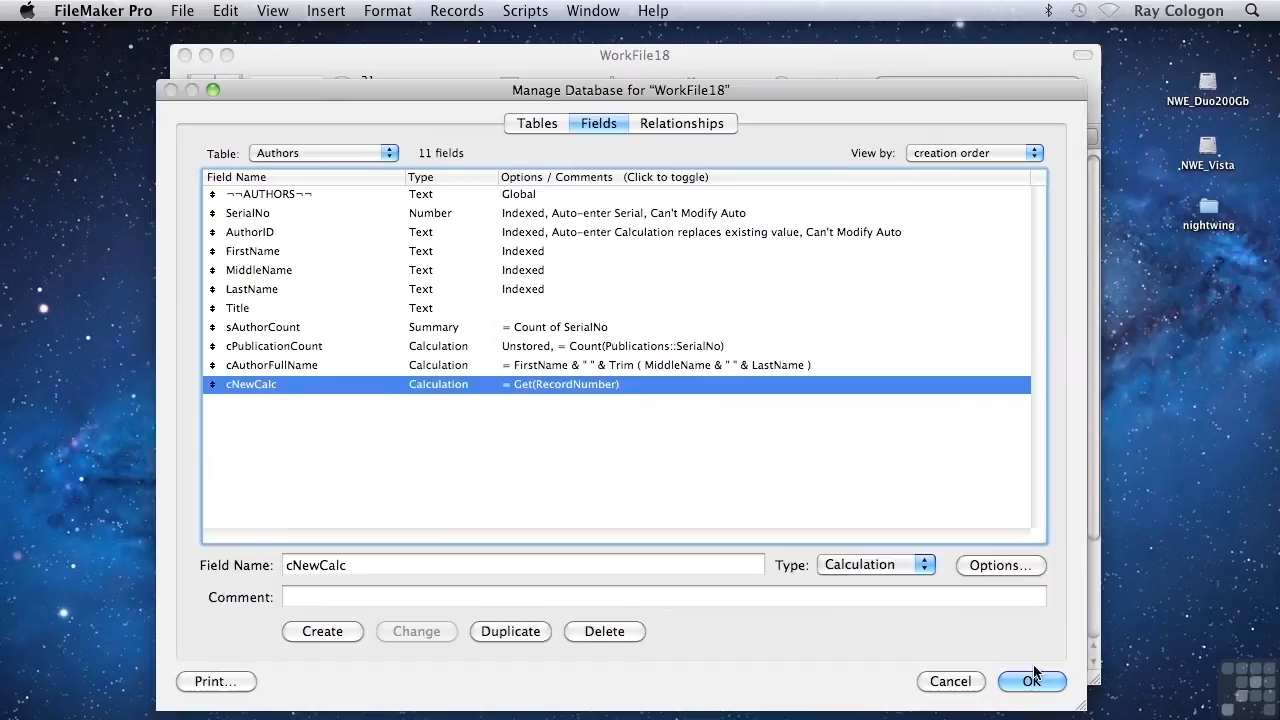 FileMaker Pro File Edit View Insert Format Records Scripts Window Help Ray Cologon
WorkFile18
Manage Database for “WorkFile18”
NWE_Duo200Gb
Tables Fields Relationships
Table: Authors 11 fields View by: creation order
NWE_Vista
Field Name Type Options / Comments (Click to toggle)
¬¬AUTHORS¬¬ Text Global
SerialNo Number Indexed, Auto-enter Serial, Can't Modify Auto
nightwing
AuthorID Text Indexed, Auto-enter Calculation replaces existing value, Can't Modify Auto
FirstName Text Indexed
MiddleName Text Indexed
LastName Text Indexed
Title Text
sAuthorCount Summary = Count of SerialNo
cPublicationCount Calculation Unstored, = Count(Publications::SerialNo)
cAuthorFullName Calculation = FirstName & " " & Trim ( MiddleName & " " & LastName )
cNewCalc Calculation = Get(RecordNumber)
Field Name: cNewCalc Type: Calculation Options...
Comment:
Create Change Duplicate Delete
Print... Cancel OK